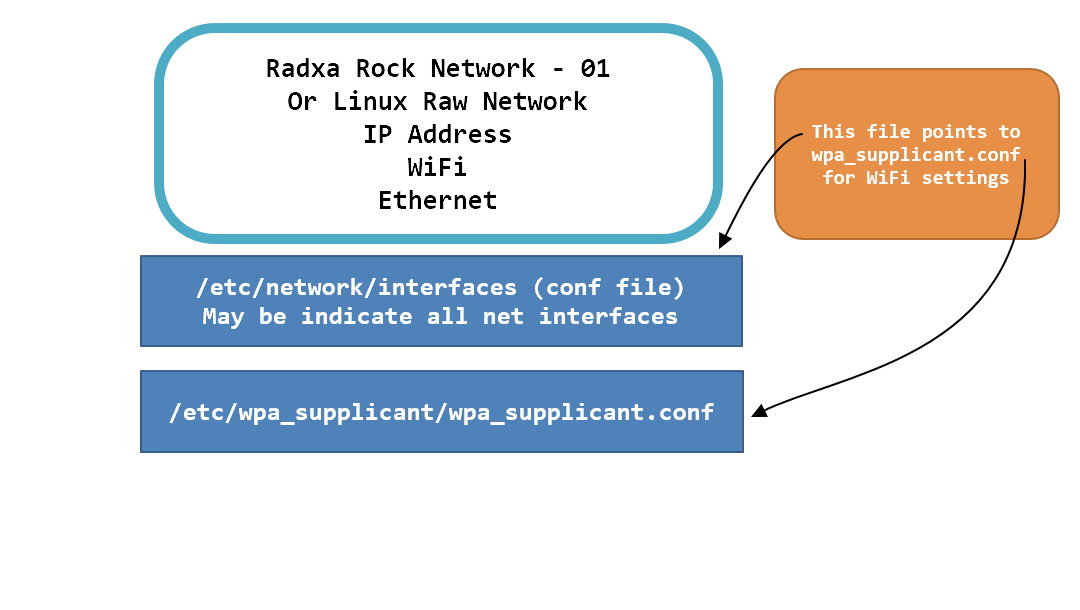 Radxa Rock Network - 01
Or Linux Raw Network
IP Address
WiFi
Ethernet
This file points to
wpa_supplicant.conf
for WiFi settings
/etc/network/interfaces (conf file)
May be indicate all net interfaces
/etc/wpa_supplicant/wpa_supplicant.conf